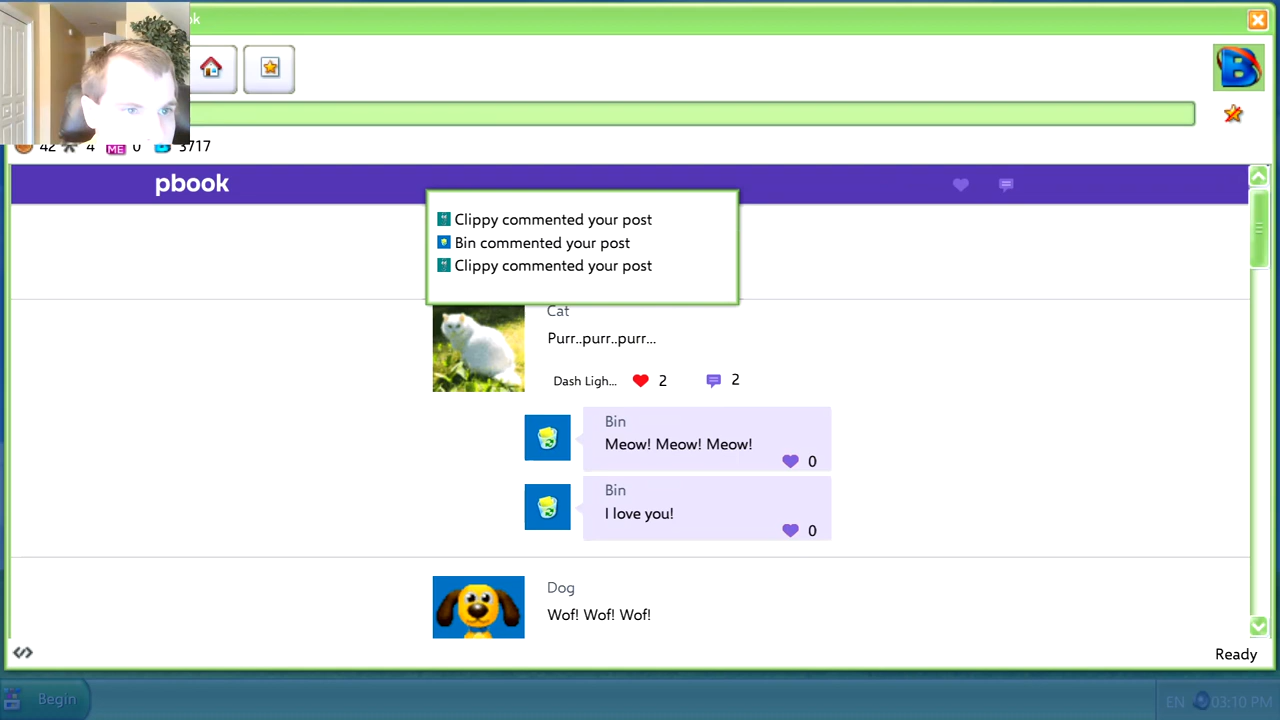 ok
42 4 ME 0 3717
pbook
Clippy commented your post
Bin commented your post
Clippy commented your post
Cat
Purr..purr..purr...
Dash Ligh... 2 2
Bin
Meow! Meow! Meow!
0
Bin
I love you!
0
Dog
Wof! Wof! Wof!
Ready
Begin
EN 03:10 PM